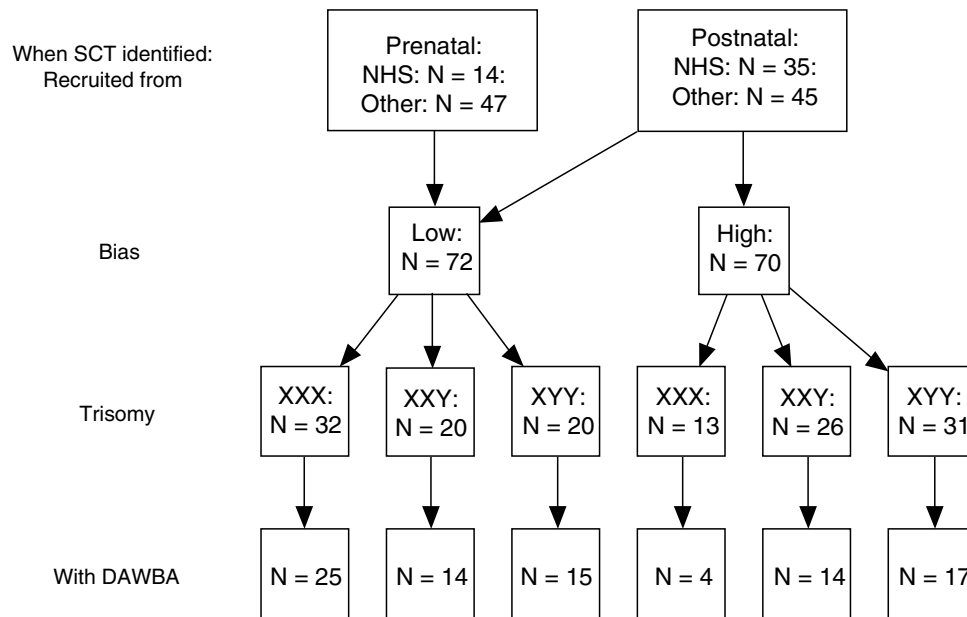 When SCT identified:
Recruited from
Prenatal:
NHS: N = 14:
Other: N = 47
Postnatal:
NHS: N = 35:
Other: N = 45
Bias
Low:
N = 72
High:
N = 70
Trisomy
XXX:
N = 32
XXY:
N = 20
XYY:
N = 20
XXX:
N = 13
XXY:
N = 26
XYY:
N = 31
With DAWBA
N = 25
N = 14
N = 15
N = 4
N = 14
N = 17